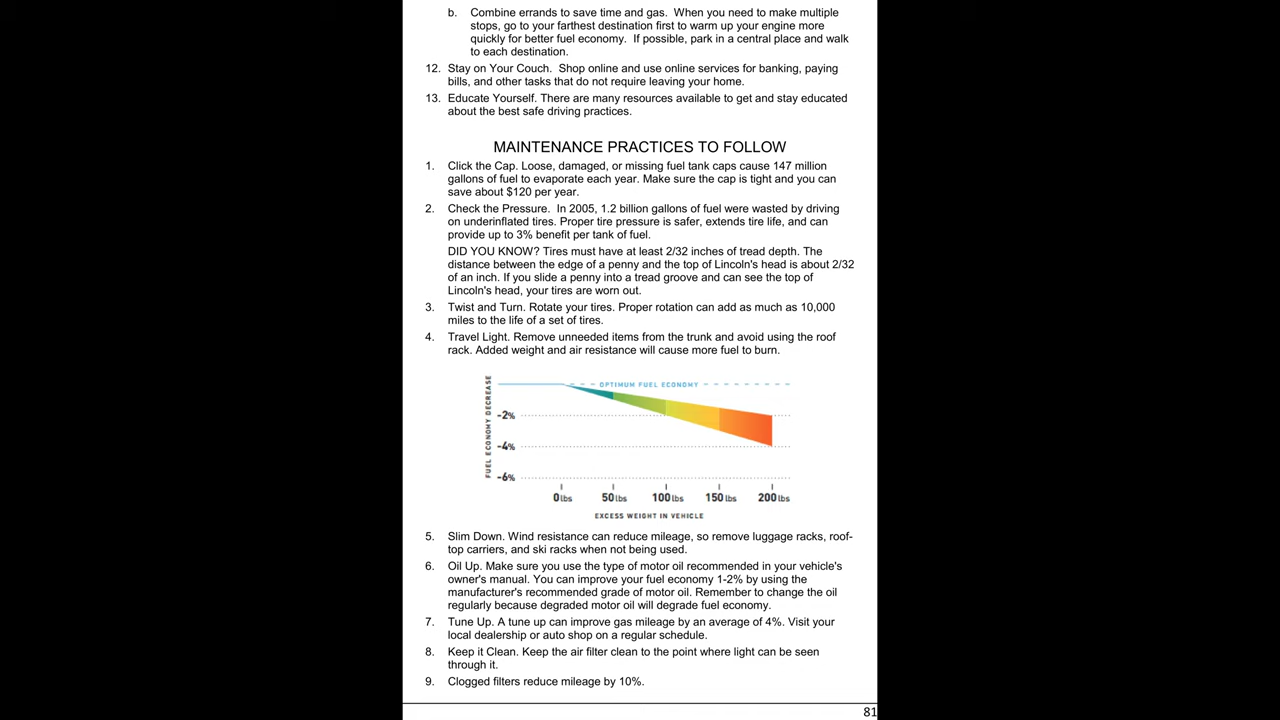 b. Combine errands to save time and gas. When you need to make multiple
stops, go to your farthest destination first to warm up your engine more
quickly for better fuel economy. If possible, park in a central place and walk
to each destination.
12. Stay on Your Couch. Shop online and use online services for banking, paying
bills, and other tasks that do not require leaving your home.
13. Educate Yourself. There are many resources available to get and stay educated
about the best safe driving practices.
MAINTENANCE PRACTICES TO FOLLOW
1. Click the Cap. Loose, damaged, or missing fuel tank caps cause 147 million
gallons of fuel to evaporate each year. Make sure the cap is tight and you can
save about $120 per year.
2. Check the Pressure. In 2005, 1.2 billion gallons of fuel were wasted by driving
on underinflated tires. Proper tire pressure is safer, extends tire life, and can
provide up to 3% benefit per tank of fuel.
DID YOU KNOW? Tires must have at least 2/32 inches of tread depth. The
distance between the edge of a penny and the top of Lincoln's head is about 2/32
of an inch. If you slide a penny into a tread groove and can see the top of
Lincoln's head, your tires are worn out.
3. Twist and Turn. Rotate your tires. Proper rotation can add as much as 10,000
miles to the life of a set of tires.
4. Travel Light. Remove unneeded items from the trunk and avoid using the roof
rack. Added weight and air resistance will cause more fuel to burn.
FUEL ECONOMY DECREASE
OPTIMUM FUEL ECONOMY
-2%
-4%
-6%
0 lbs 50 lbs 100 lbs 150 lbs 200 lbs
EXCESS WEIGHT IN VEHICLE
5. Slim Down. Wind resistance can reduce mileage, so remove luggage racks, roof-
top carriers, and ski racks when not being used.
6. Oil Up. Make sure you use the type of motor oil recommended in your vehicle's
owner's manual. You can improve your fuel economy 1-2% by using the
manufacturer's recommended grade of motor oil. Remember to change the oil
regularly because degraded motor oil will degrade fuel economy.
7. Tune Up. A tune up can improve gas mileage by an average of 4%. Visit your
local dealership or auto shop on a regular schedule.
8. Keep it Clean. Keep the air filter clean to the point where light can be seen
through it.
9. Clogged filters reduce mileage by 10%.
81